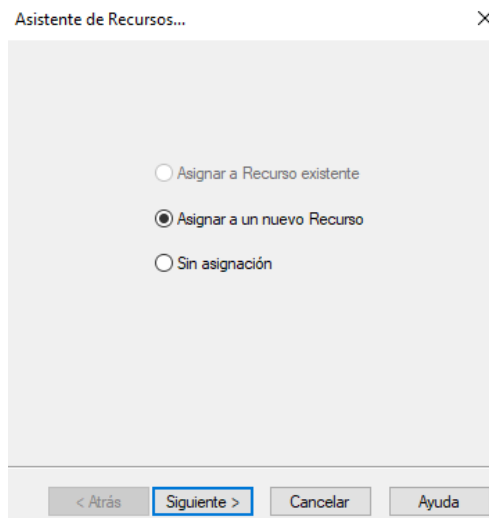 Asistente de Recursos...
Asignar a Recurso existente
Asignar a un nuevo Recurso
Sin asignación
< Atrás Siguiente > Cancelar Ayuda